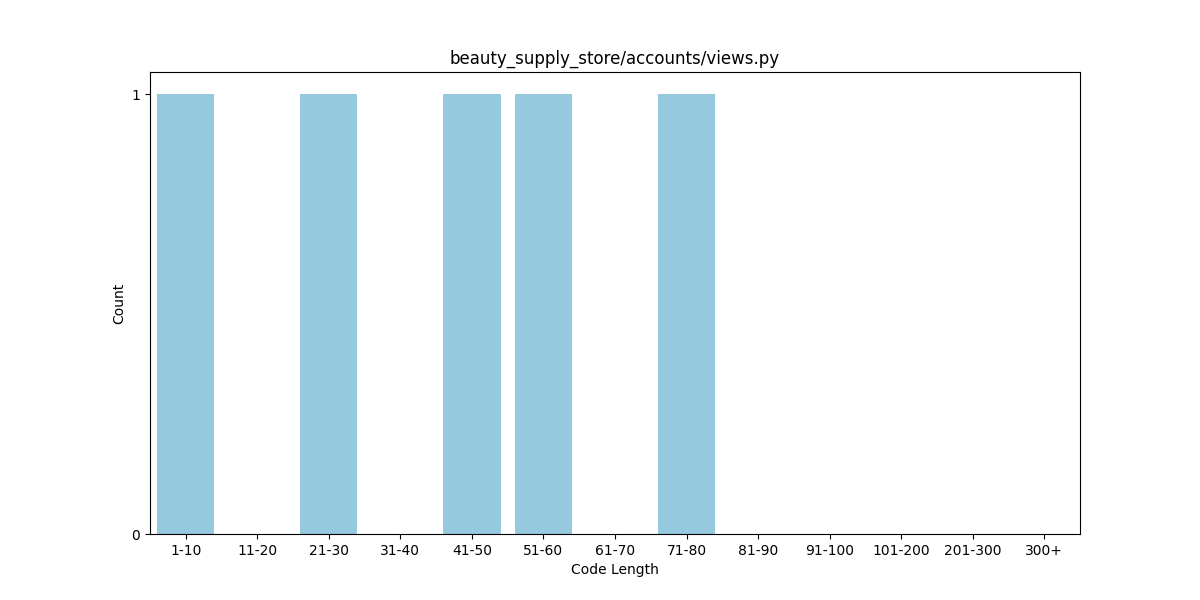 beauty_supply_store/accounts/views.py
1
Count
0
1-10 11-20 21-30 31-40 41-50 51-60 61-70 71-80 81-90 91-100 101-200 201-300 300+
Code Length